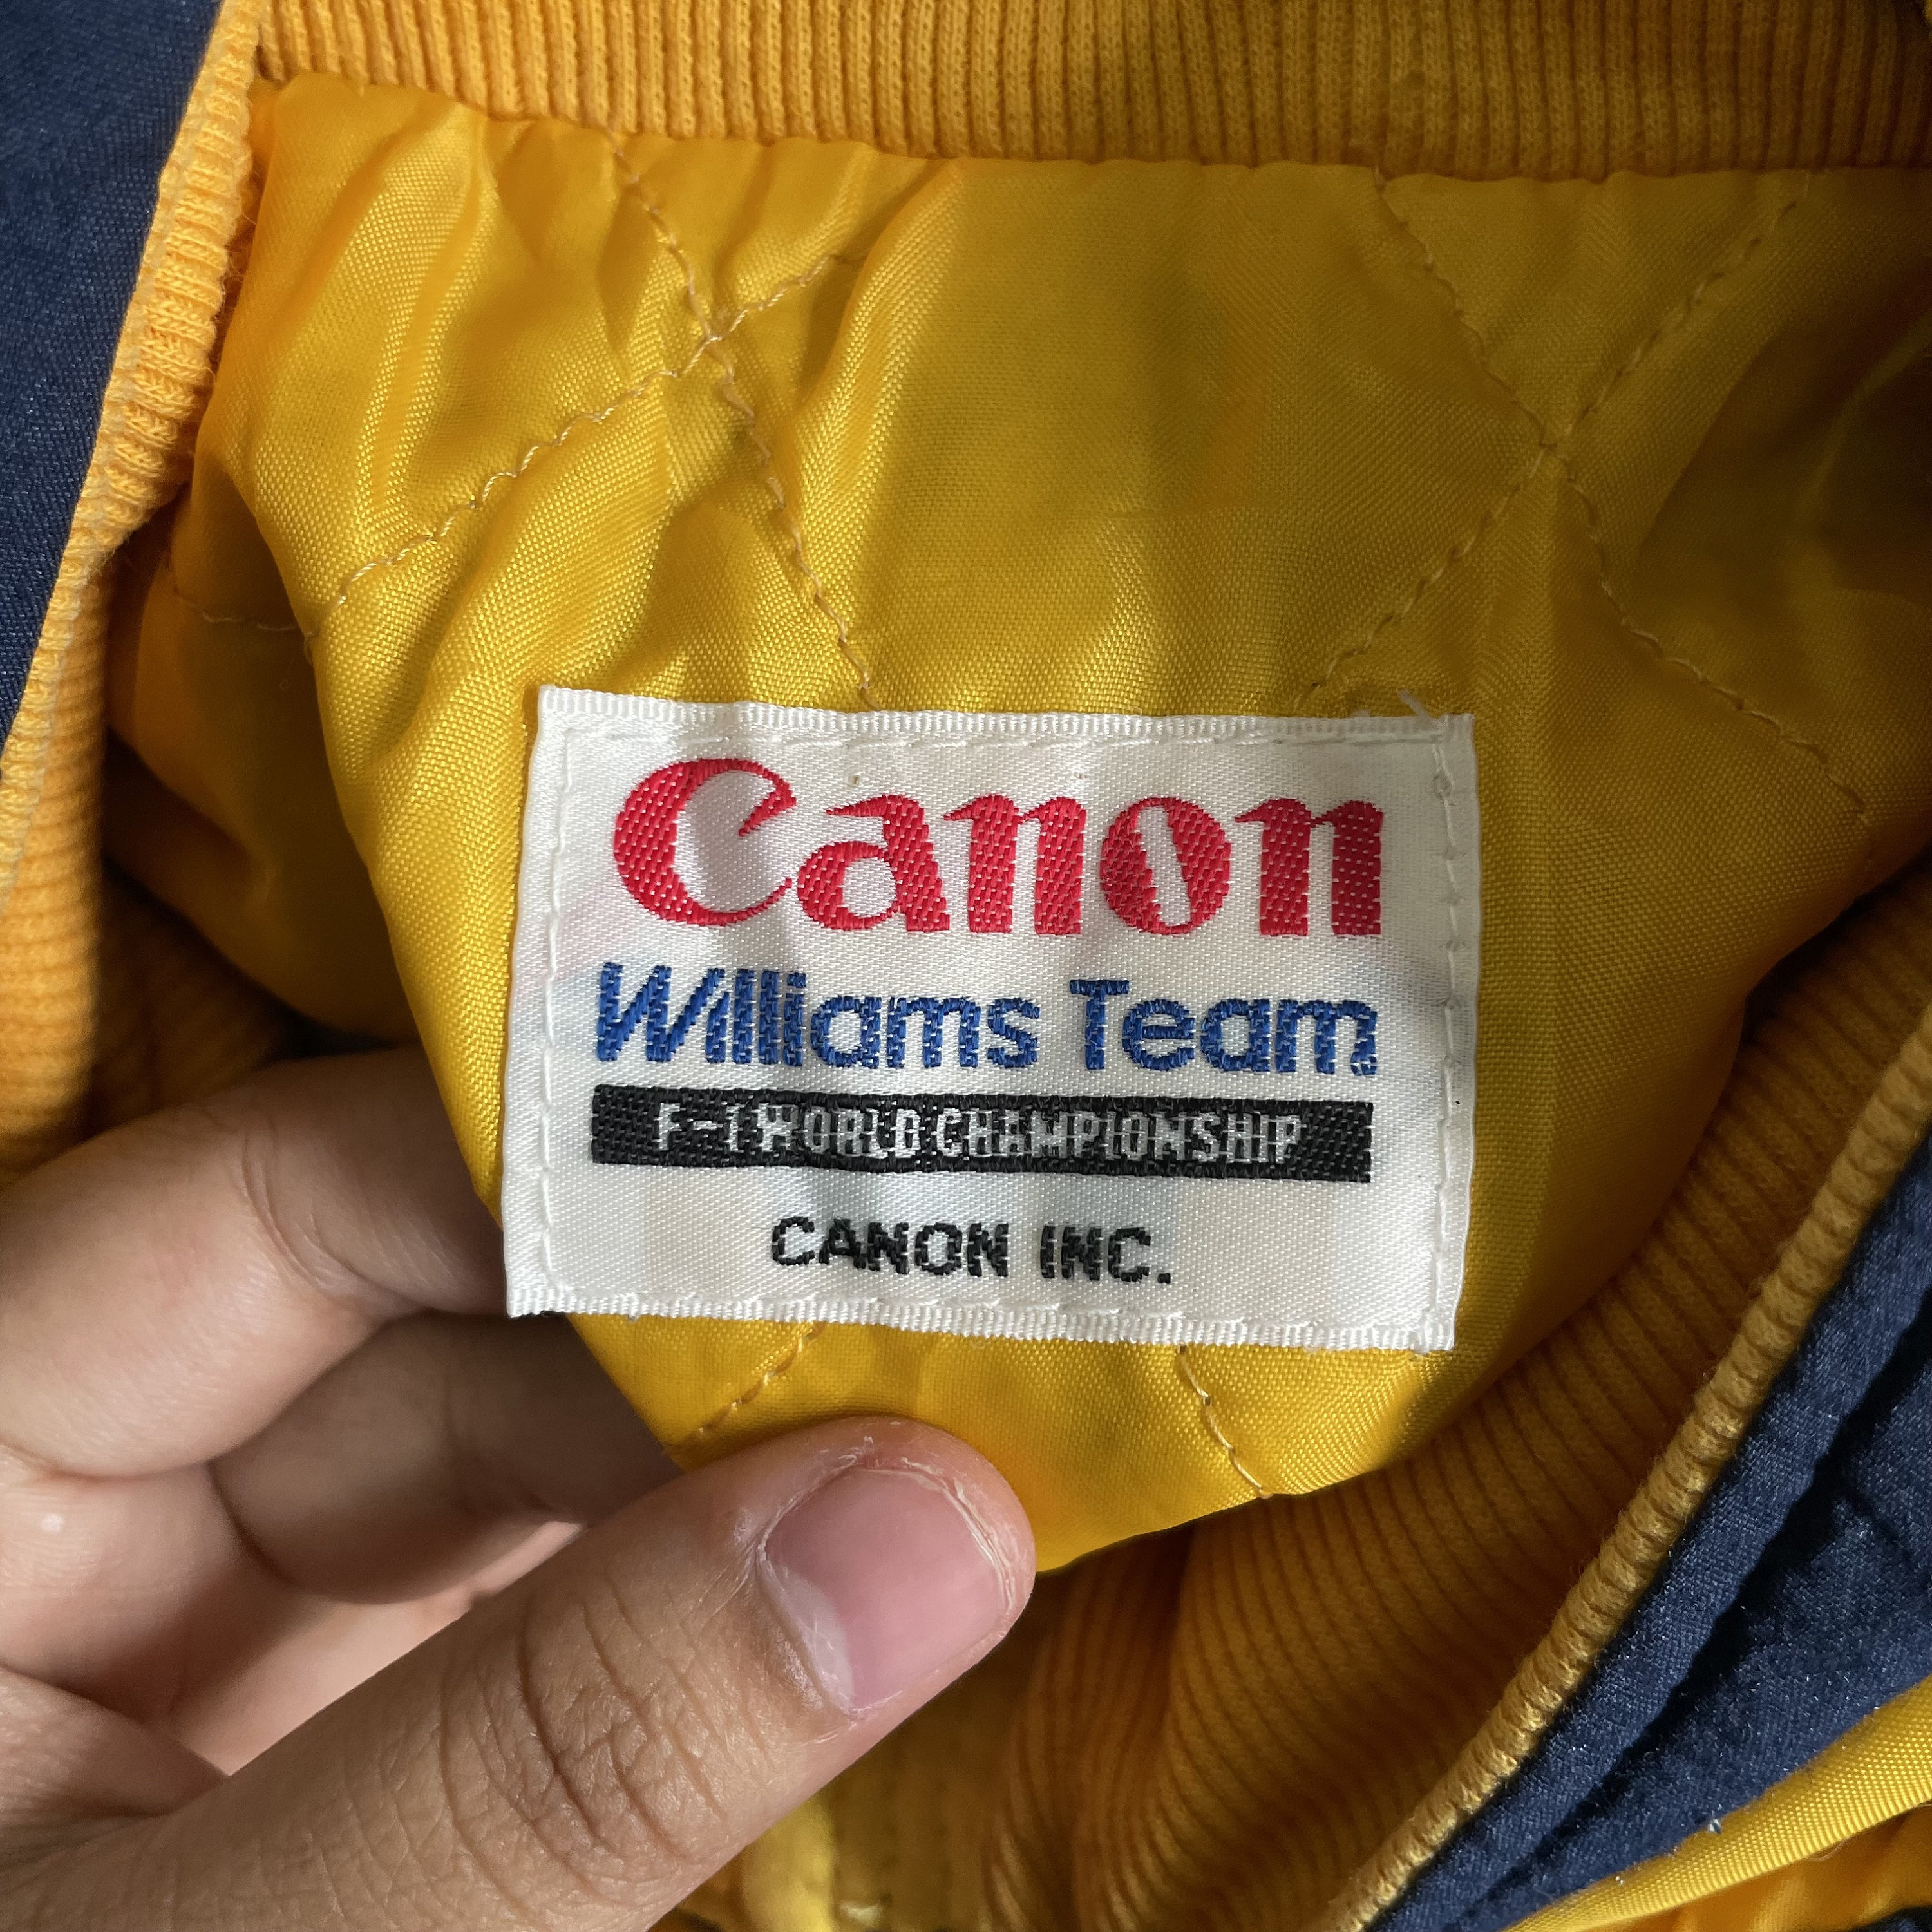 Canon
Williams Team
F-1 WORLD CHAMPIONSHIP
CANON INC.